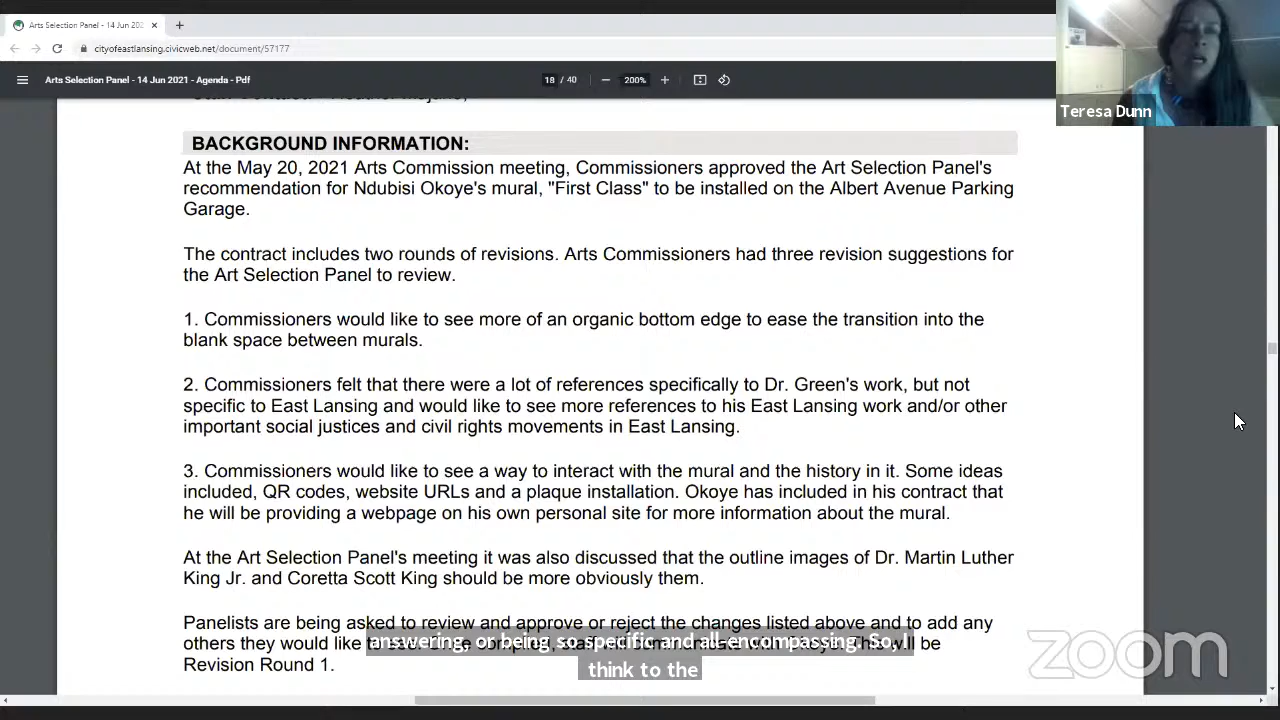 Arts Selection Panel - 14 Jun 202
cityofeastlansing.civicweb.net/document/57177
Arts Selection Panel - 14 Jun 2021 - Agenda - Pdf
18 / 40
200%
Teresa Dunn
BACKGROUND INFORMATION:
At the May 20, 2021 Arts Commission meeting, Commissioners approved the Art Selection Panel's
recommendation for Ndubisi Okoye's mural, "First Class" to be installed on the Albert Avenue Parking
Garage.
The contract includes two rounds of revisions. Arts Commissioners had three revision suggestions for
the Art Selection Panel to review.
1. Commissioners would like to see more of an organic bottom edge to ease the transition into the
blank space between murals.
2. Commissioners felt that there were a lot of references specifically to Dr. Green's work, but not
specific to East Lansing and would like to see more references to his East Lansing work and/or other
important social justices and civil rights movements in East Lansing.
3. Commissioners would like to see a way to interact with the mural and the history in it. Some ideas
included, QR codes, website URLs and a plaque installation. Okoye has included in his contract that
he will be providing a webpage on his own personal site for more information about the mural.
At the Art Selection Panel's meeting it was also discussed that the outline images of Dr. Martin Luther
King Jr. and Coretta Scott King should be more obviously them.
Panelists are being asked to review and approve or reject the changes listed above and to add any
others they would like
be
Revision Round 1.
answering, or being so specific and all-encompassing. So, I
think to the
zoom